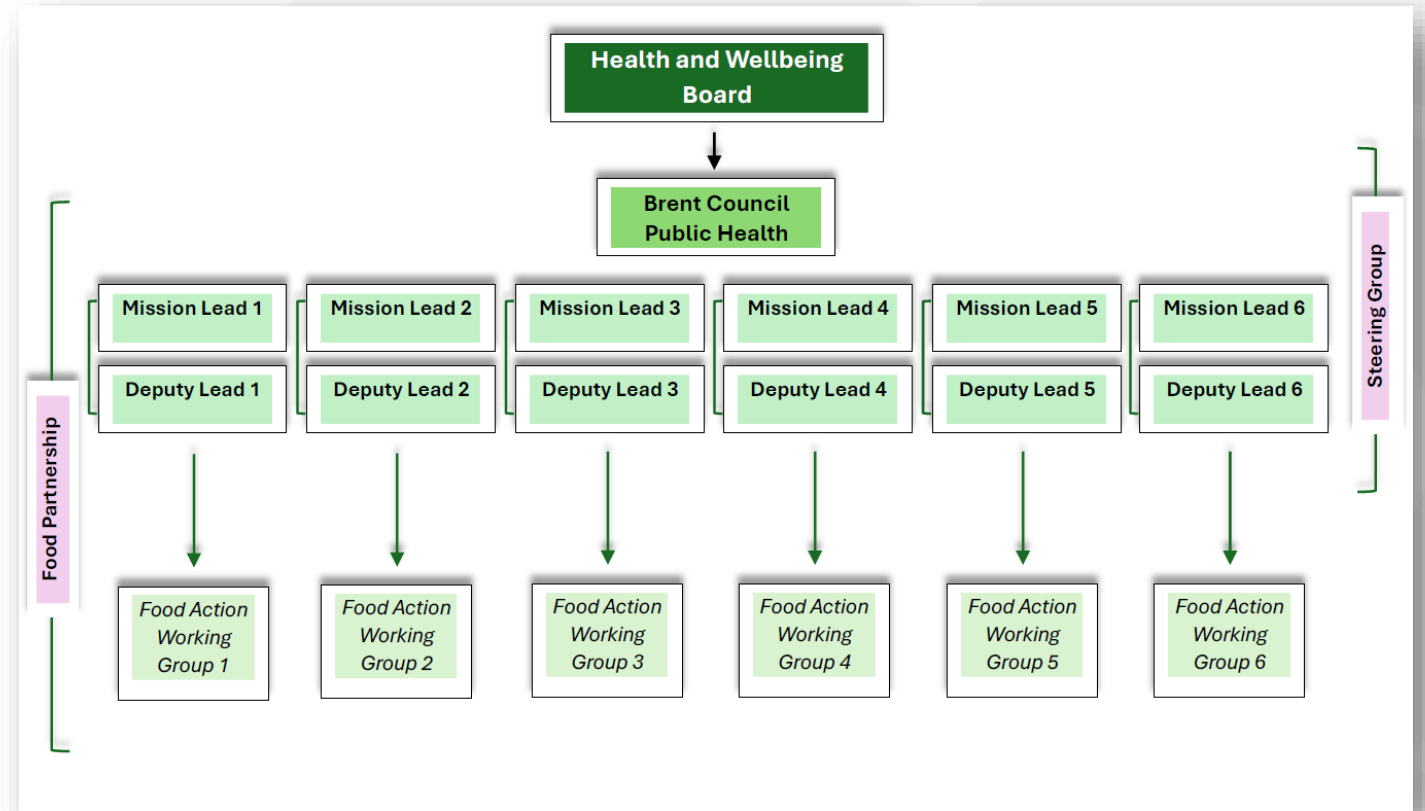 Health and Wellbeing
Board
Brent Council
Public Health
Steering Group
Food Partnership
Mission Lead 1
Mission Lead 2
Mission Lead 3
Mission Lead 4
Mission Lead 5
Mission Lead 6
Deputy Lead 1
Deputy Lead 2
Deputy Lead 3
Deputy Lead 4
Deputy Lead 5
Deputy Lead 6
Food Action
Working
Group 1
Food Action
Working
Group 2
Food Action
Working
Group 3
Food Action
Working
Group 4
Food Action
Working
Group 5
Food Action
Working
Group 6